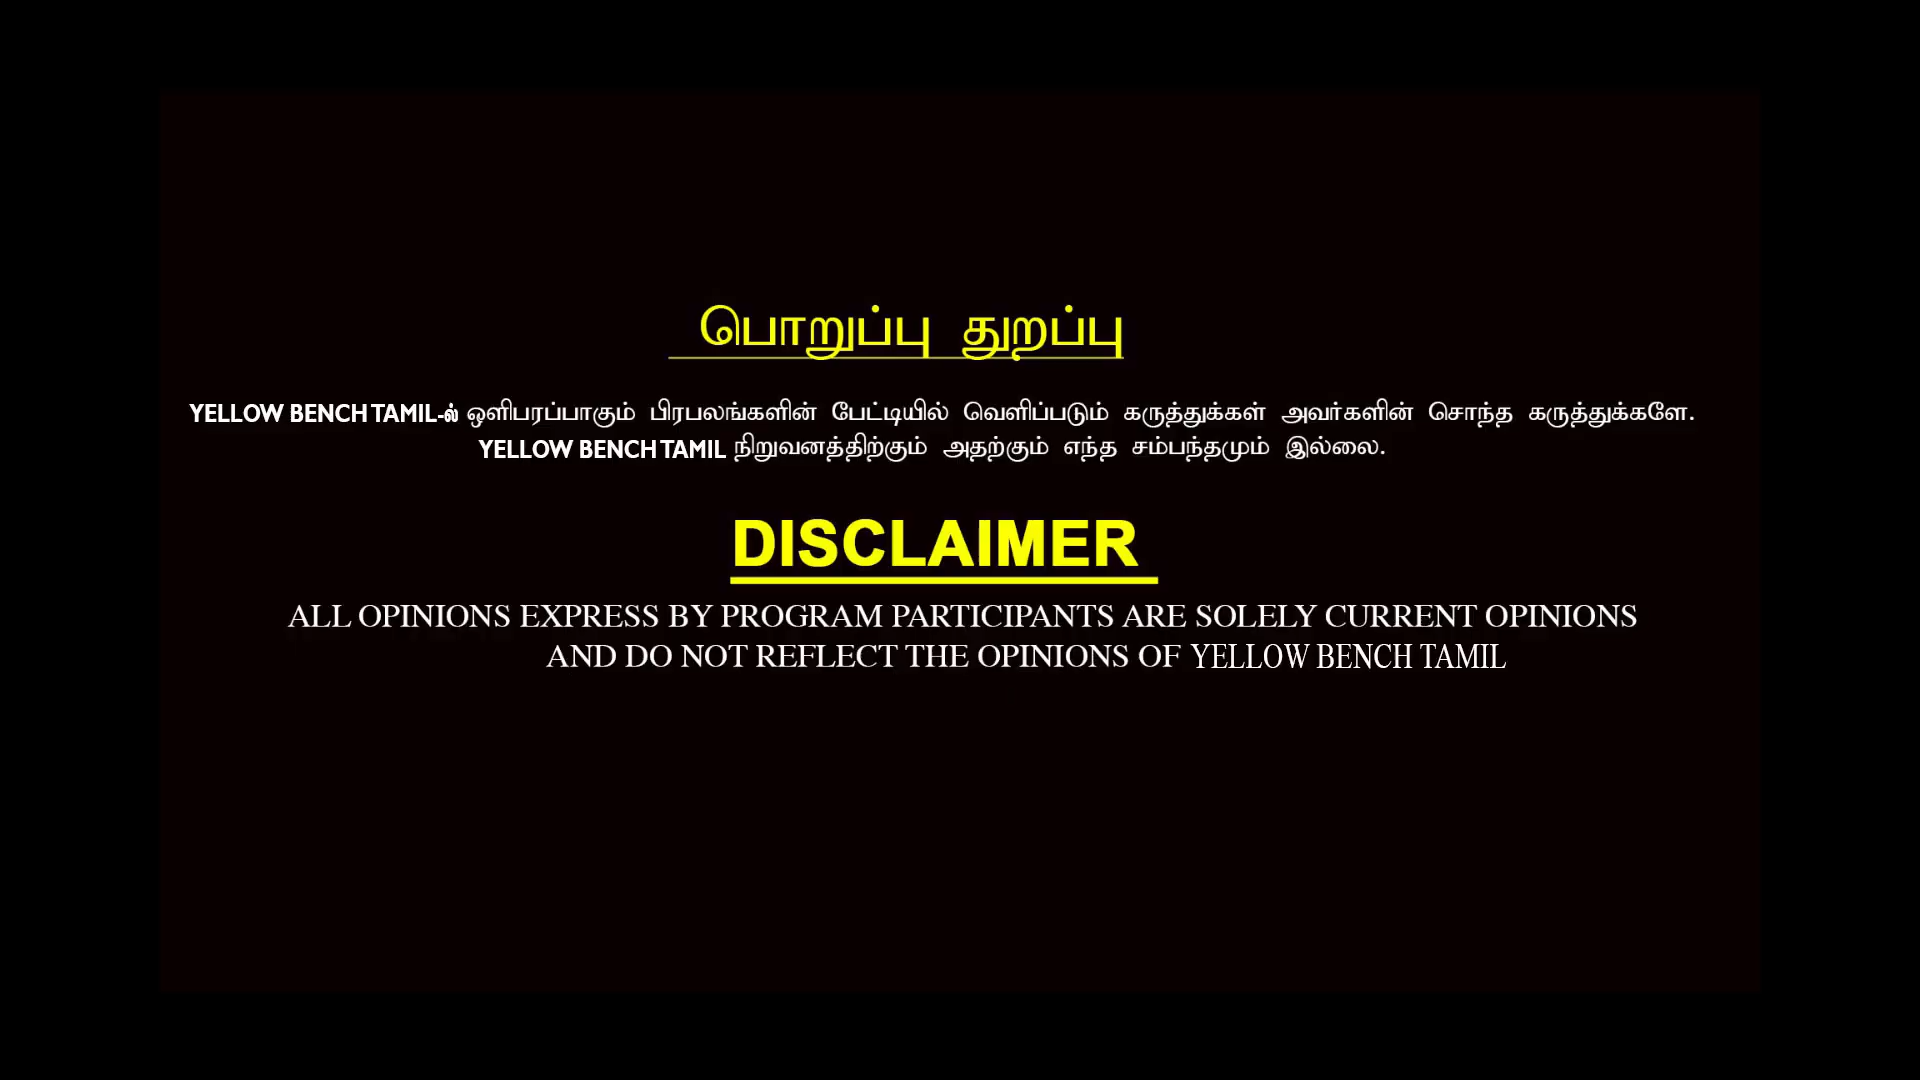 பொறுப்பு துறப்பு
YELLOW BENCH TAMIL-ல் ஒளிபரப்பாகும் பிரபலங்களின் பேட்டியில் வெளிப்படும் கருத்துக்கள் அவர்களின் சொந்த கருத்துக்களே.
YELLOW BENCH TAMIL நிறுவனத்திற்கும் அதற்கும் எந்த சம்பந்தமும் இல்லை.
DISCLAIMER
ALL OPINIONS EXPRESS BY PROGRAM PARTICIPANTS ARE SOLELY CURRENT OPINIONS
AND DO NOT REFLECT THE OPINIONS OF YELLOW BENCH TAMIL